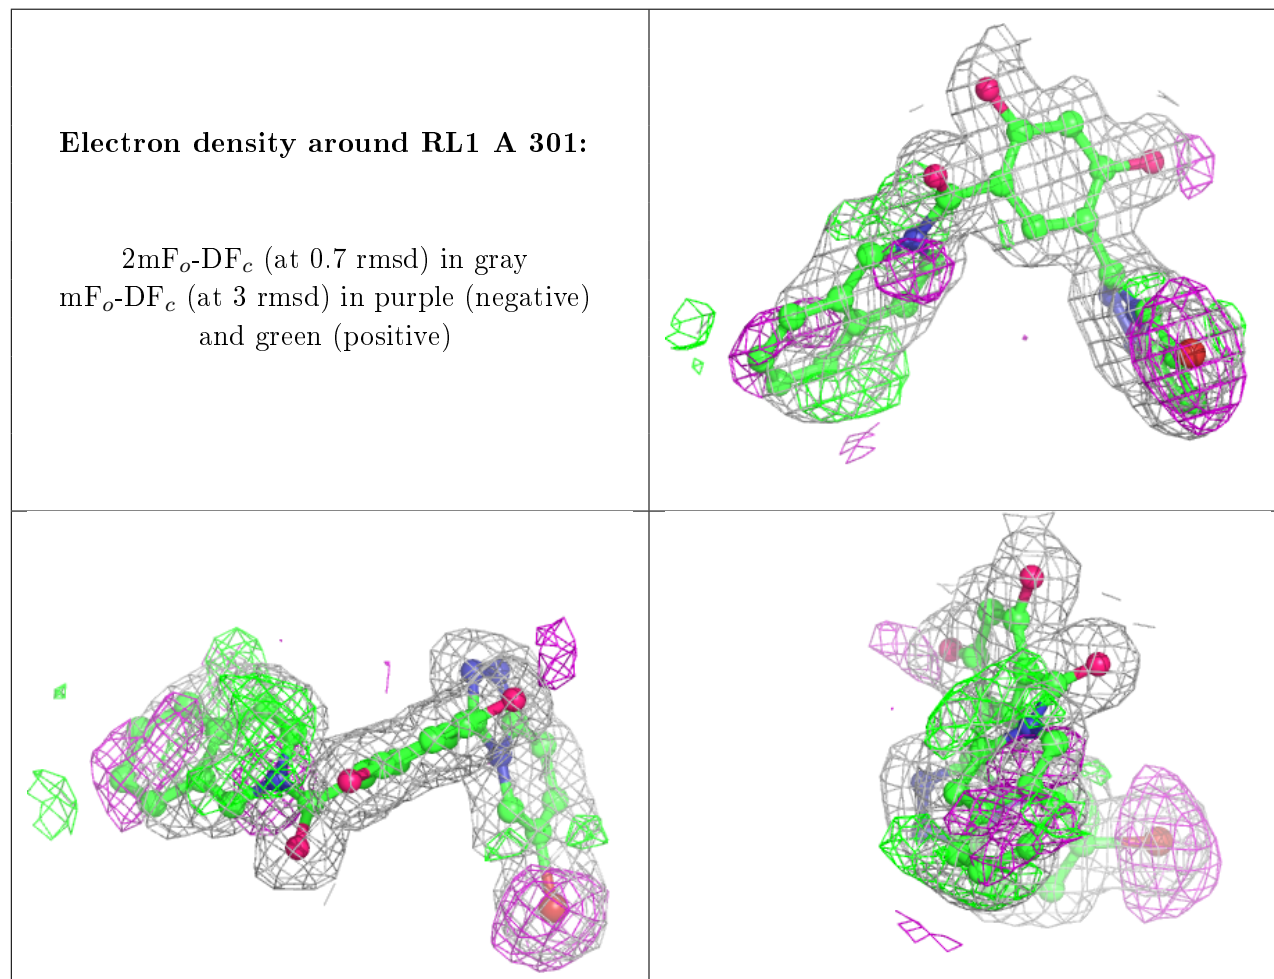 Electron density around RL1 A 301:
2mFo-DFc (at 0.7 rmsd) in gray
mFo-DFc (at 3 rmsd) in purple (negative)
and green (positive)